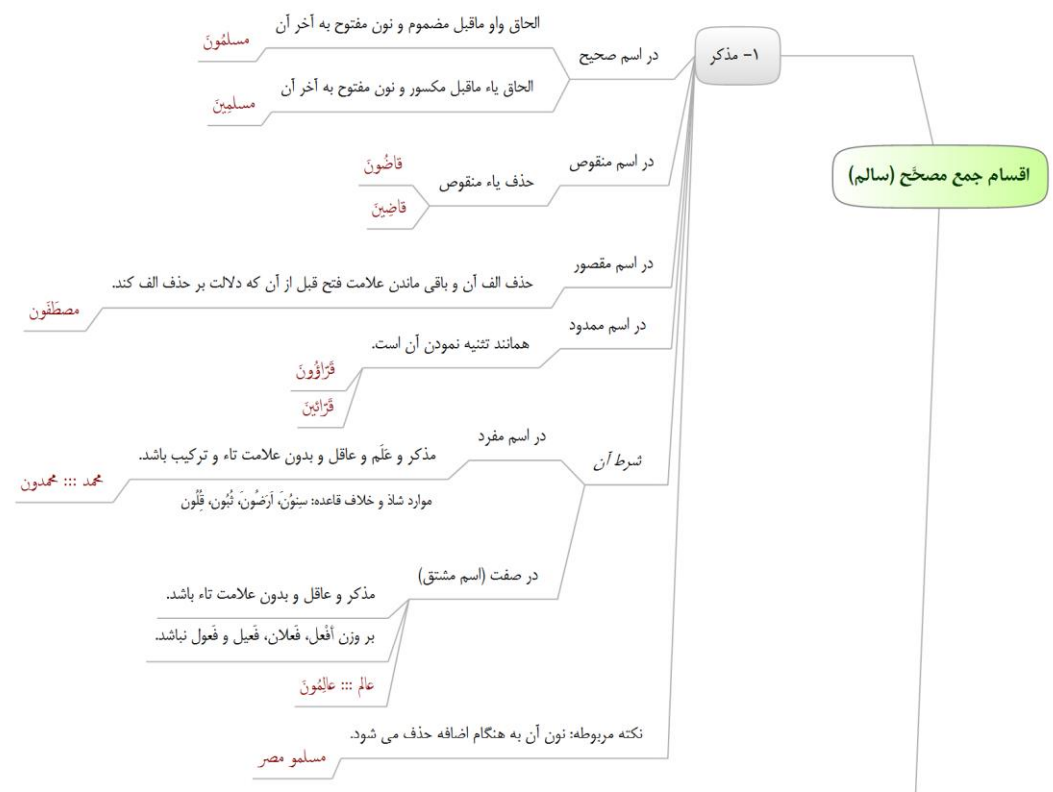 اقسام جمع مصحَّح (سالم)
۱- مذکر
در اسم صحیح
الحاق واو ماقبل مضموم و نون مفتوح به آخر آن
مسلمُونَ
الحاق یاء ماقبل مکسور و نون مفتوح به آخر آن
مسلمِینَ
در اسم منقوص
حذف یاء منقوص
قاضُونَ
قاضِینَ
در اسم مقصور
حذف الف آن و باقی ماندن علامت فتح قبل از آن که دلالت بر حذف الف کند.
مصطَفَون
در اسم ممدود
همانند تثنیه نمودن آن است.
قَرّاؤُونَ
قَرّائینَ
شرط آن
در اسم مفرد
مذکر و عَلَم و عاقل و بدون علامت تاء و ترکیب باشد.
محمد ::: محمدون
موارد شاذ و خلاف قاعده: سِنوُنَ، اَرَضُونَ، ثُبُون، قُلُون
در صفت (اسم مشتق)
مذکر و عاقل و بدون علامت تاء باشد.
بر وزن أفْعل، فَعلان، فَعیل و فَعول نباشد.
عالم ::: عالِمُونَ
نکته مربوطه: نون آن به هنگام اضافه حذف می شود.
مسلمو مصر